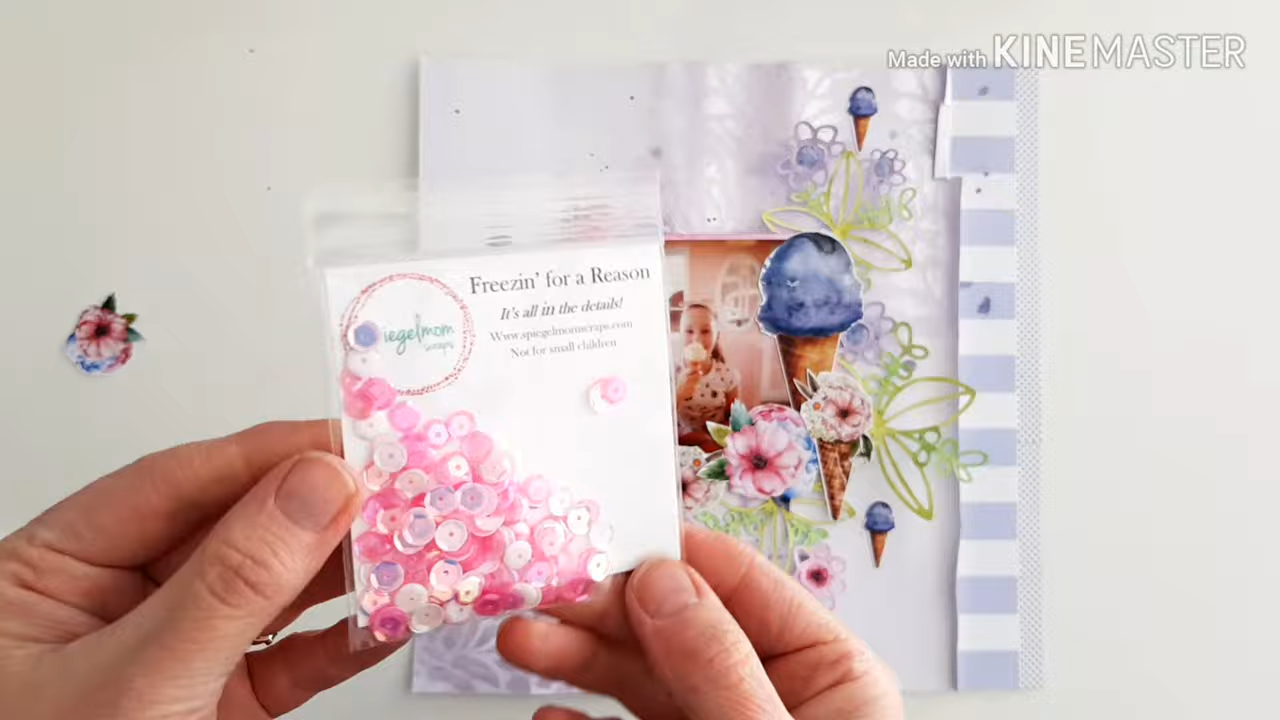 Made with KINEMASTER
Freezin' for a Reason
It's all in the details!
Www.spiegelmomscraps.com
Not for small children
iegelmom
scraps